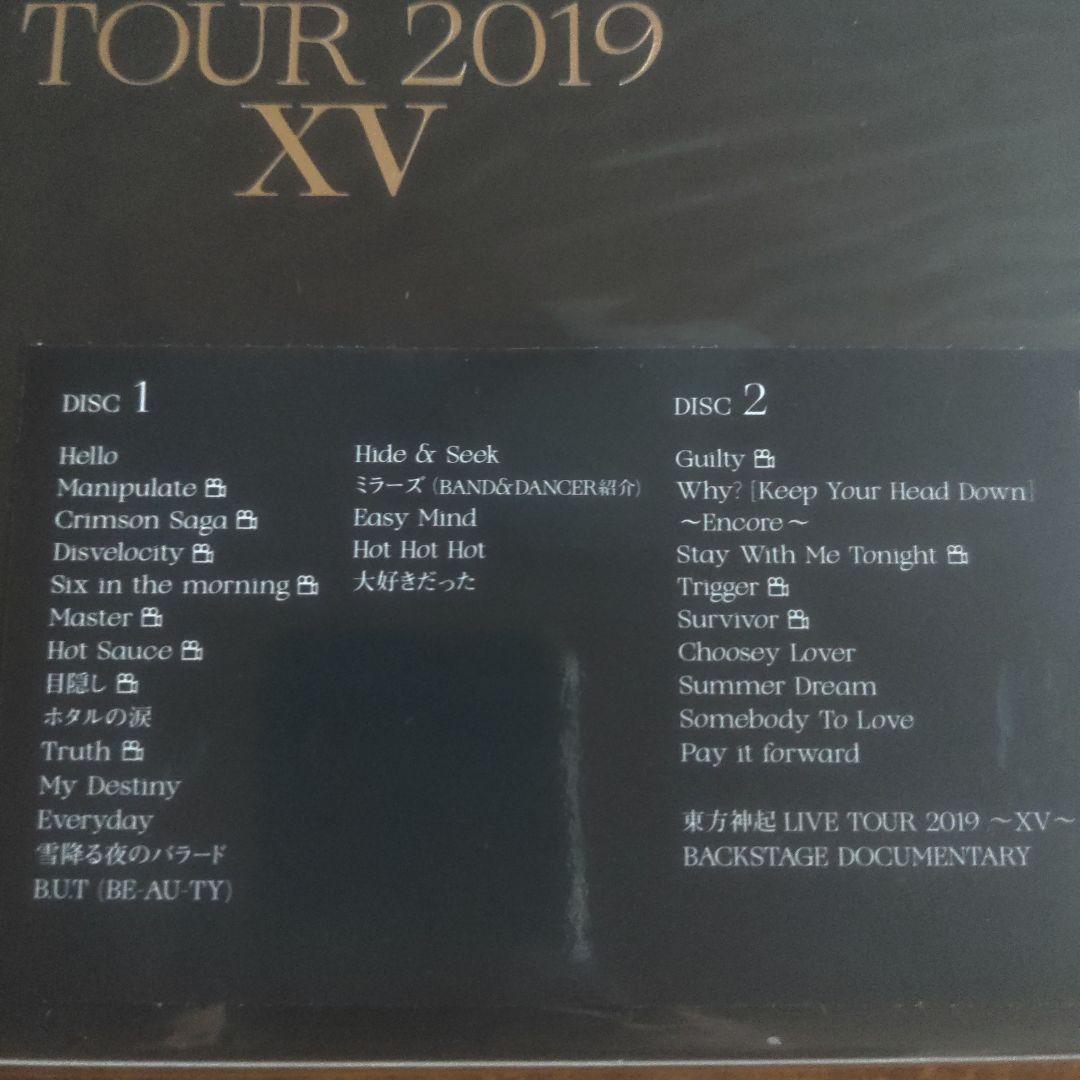 TOUR 2019
XV
DISC 1
Hello
Manipulate
Crimson Saga
Disvelocity
Six in the morning
Master
Hot Sauce
目隠し
ホタルの涙
Truth
My Destiny
Everyday
雪降る夜のバラード
B.U.T (BE-AU-TY)
Hide & Seek
ミラーズ (BAND&DANCER紹介)
Easy Mind
Hot Hot Hot
大好きだった
DISC 2
Guilty
Why? [Keep Your Head Down]
～Encore～
Stay With Me Tonight
Trigger
Survivor
Choosey Lover
Summer Dream
Somebody To Love
Pay it forward
東方神起 LIVE TOUR 2019 ～XV～
BACKSTAGE DOCUMENTARY